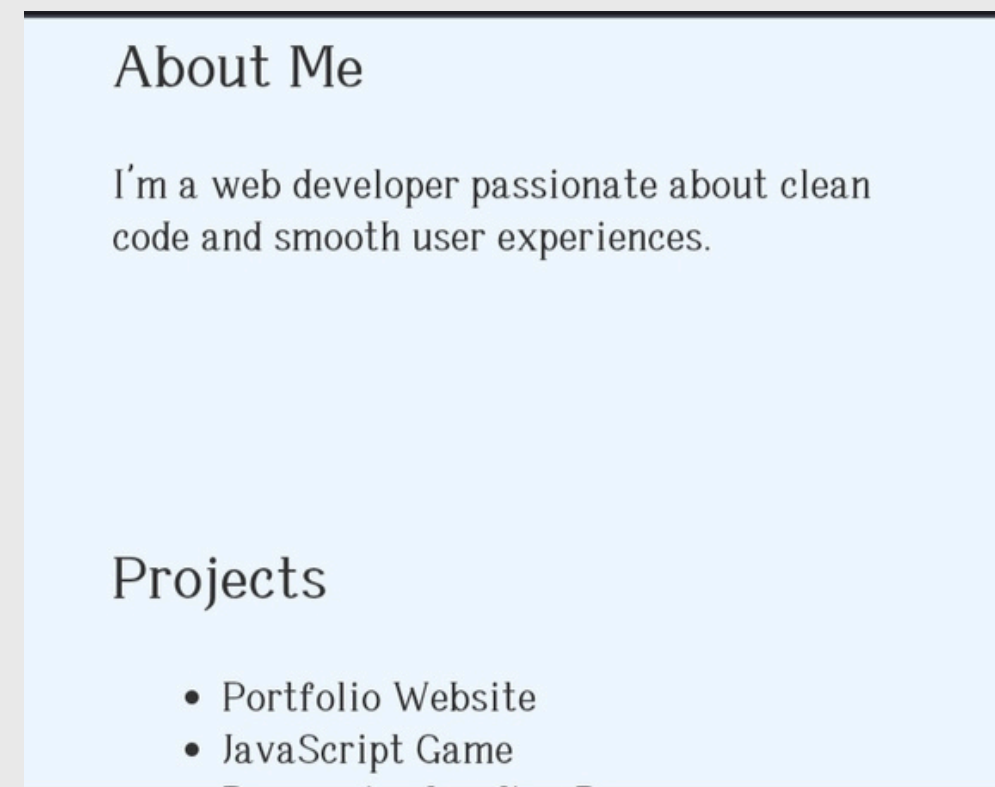 About Me
I'm a web developer passionate about clean
code and smooth user experiences.
Projects
Portfolio Website
JavaScript Game